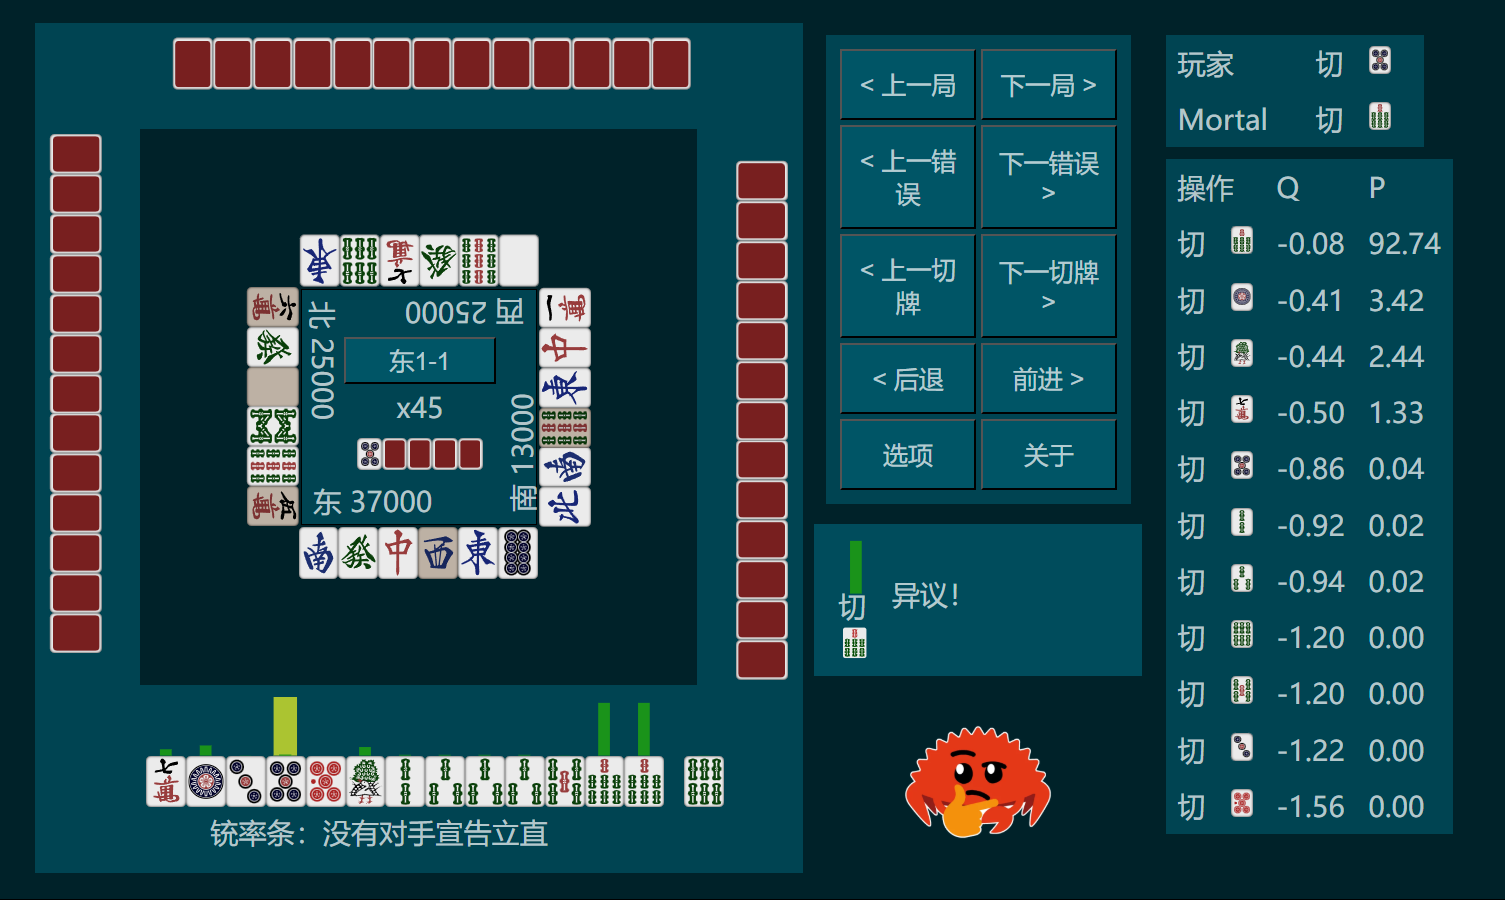 北 25000
西 25000
东1-1
x45
南 13000
东 37000
铳率条：没有对手宣告立直
< 上一局
下一局 >
< 上一错误
下一错误 >
< 上一切牌
下一切牌 >
< 后退
前进 >
选项
关于
切
异议！
玩家 切
Mortal 切
操作 Q P
切 -0.08 92.74
切 -0.41 3.42
切 -0.44 2.44
切 -0.50 1.33
切 -0.86 0.04
切 -0.92 0.02
切 -0.94 0.02
切 -1.20 0.00
切 -1.20 0.00
切 -1.22 0.00
切 -1.56 0.00